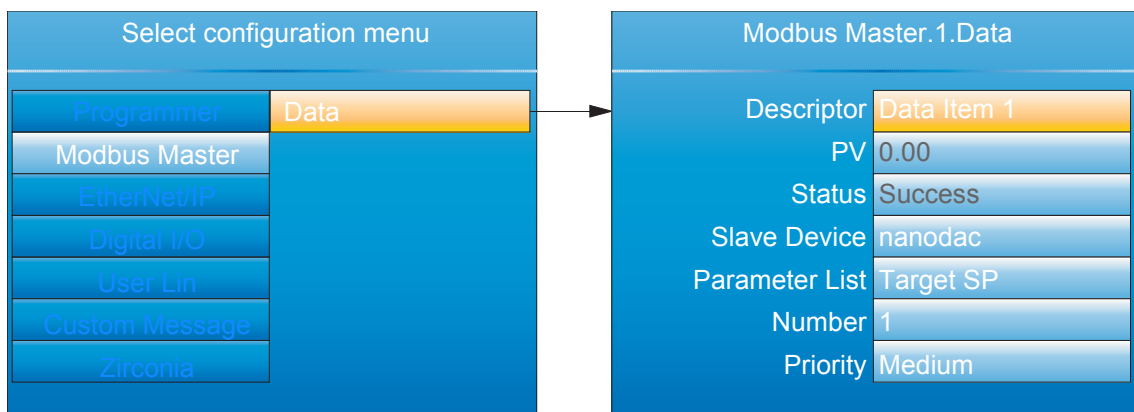 Select configuration menu
Programmer
Data
Modbus Master
EtherNet/IP
Digital I/O
User Lin
Custom Message
Zirconia
Modbus Master.1.Data
Descriptor Data Item 1
PV 0.00
Status Success
Slave Device nanodac
Parameter List Target SP
Number 1
Priority Medium